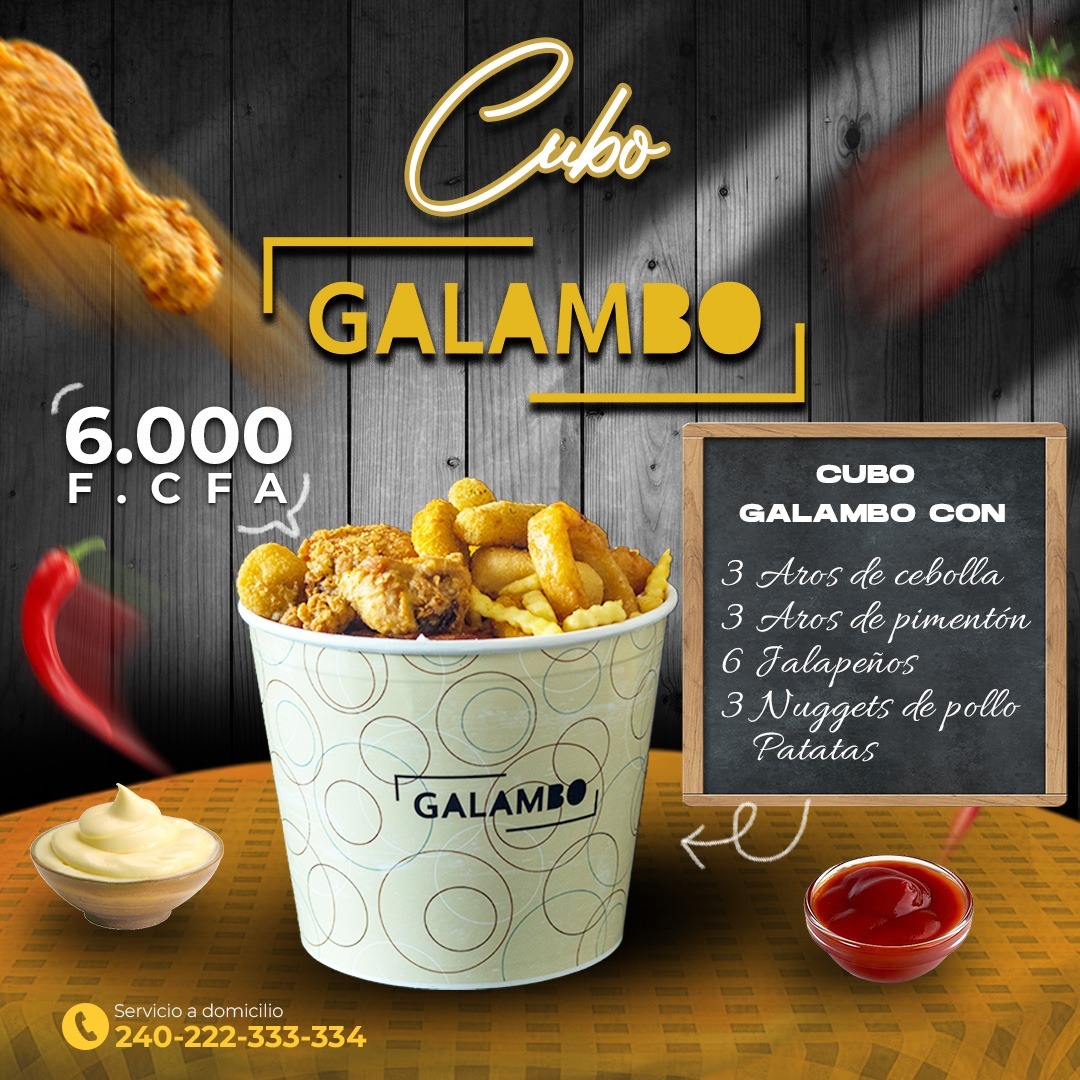 Cubo
GALAMBO
6.000
F.CFA
CUBO
GALAMBO CON
3 Aros de cebolla
3 Aros de pimentón
6 Jalapeños
3 Nuggets de pollo
Patatas
GALAMBO
Servicio a domicilio
240-222-333-334